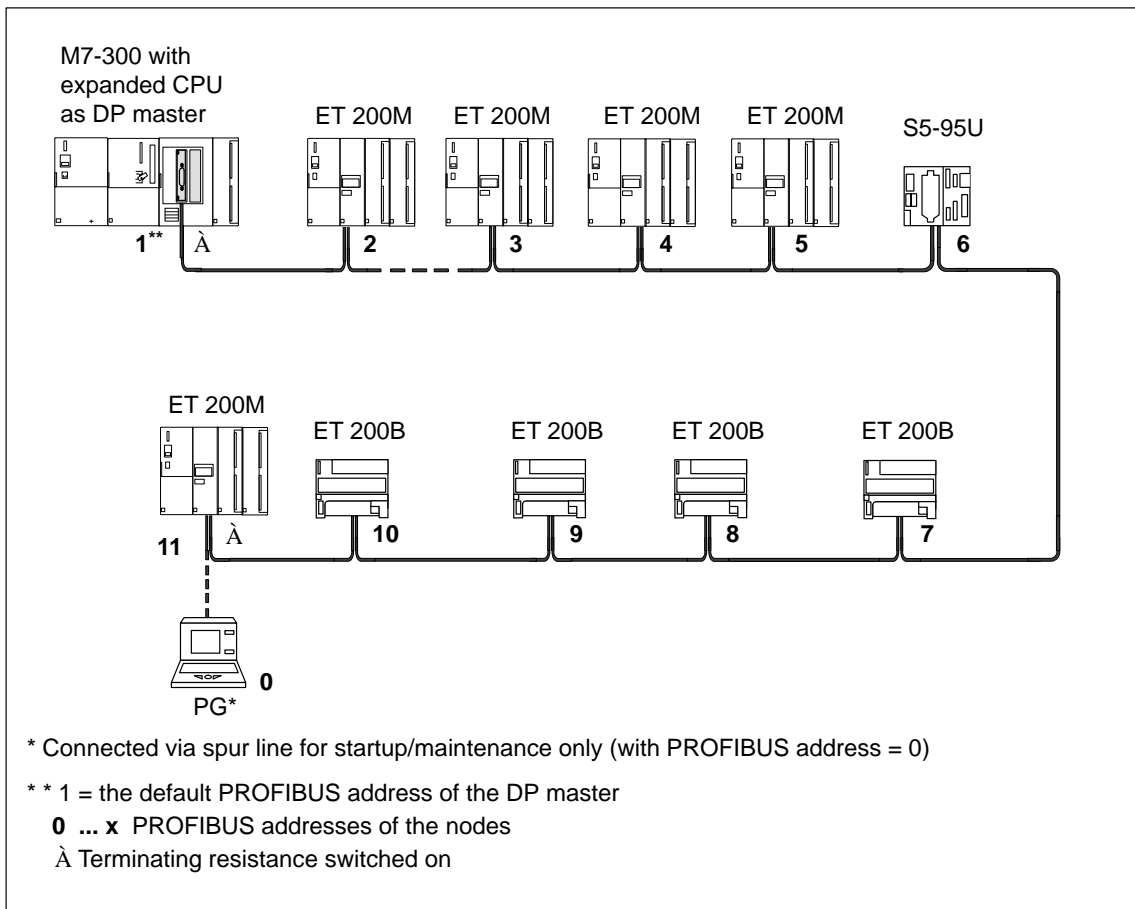 M7-300 with
expanded CPU
as DP master
ET 200M
ET 200M
ET 200M
ET 200M
S5-95U
1**
À
2
3
4
5
6
ET 200M
ET 200B
ET 200B
ET 200B
ET 200B
11
À
10
9
8
7
0
PG*
* Connected via spur line for startup/maintenance only (with PROFIBUS address = 0)
* * 1 = the default PROFIBUS address of the DP master
0 ... x PROFIBUS addresses of the nodes
À Terminating resistance switched on